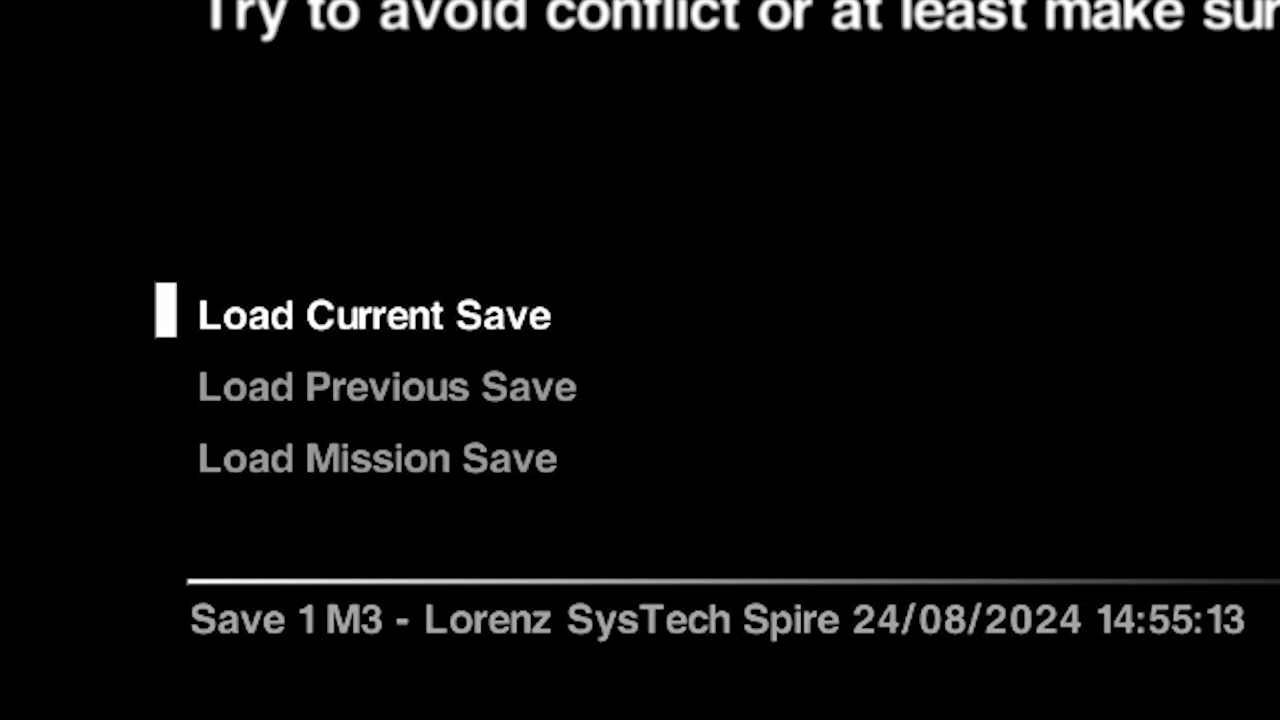 Try to avoid conflict or at least make sur
Load Current Save
Load Previous Save
Load Mission Save
Save 1 M3 - Lorenz SysTech Spire 24/08/2024 14:55:13